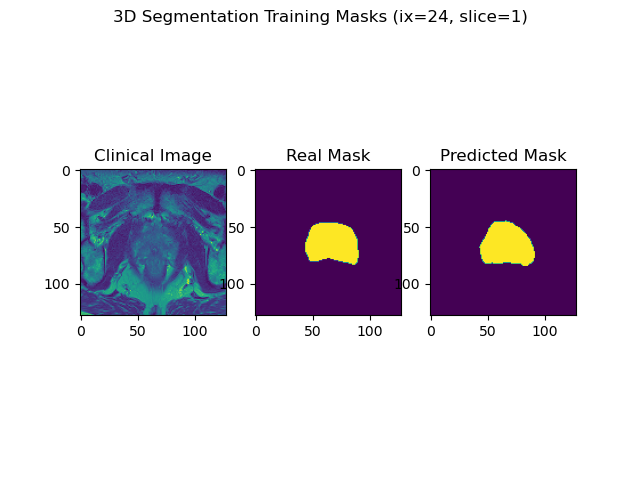 3D Segmentation Training Masks (ix=24, slice=1)
Clinical Image Real Mask Predicted Mask
0 0 0
50 50 50
100 100 100
0 50 100 0 50 100 0 50 100